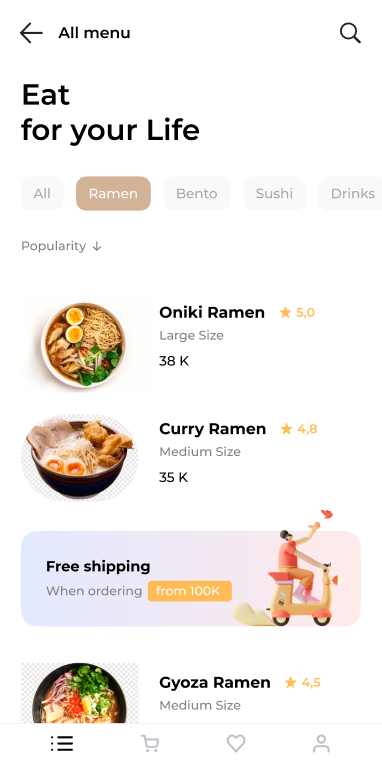 All menu
Eat
for your Life
All Ramen Bento Sushi Drinks
Popularity ↓
Oniki Ramen ★ 5,0
Large Size
38 K
Curry Ramen ★ 4,8
Medium Size
35 K
Free shipping
When ordering from 100K
Gyoza Ramen ★ 4,5
Medium Size